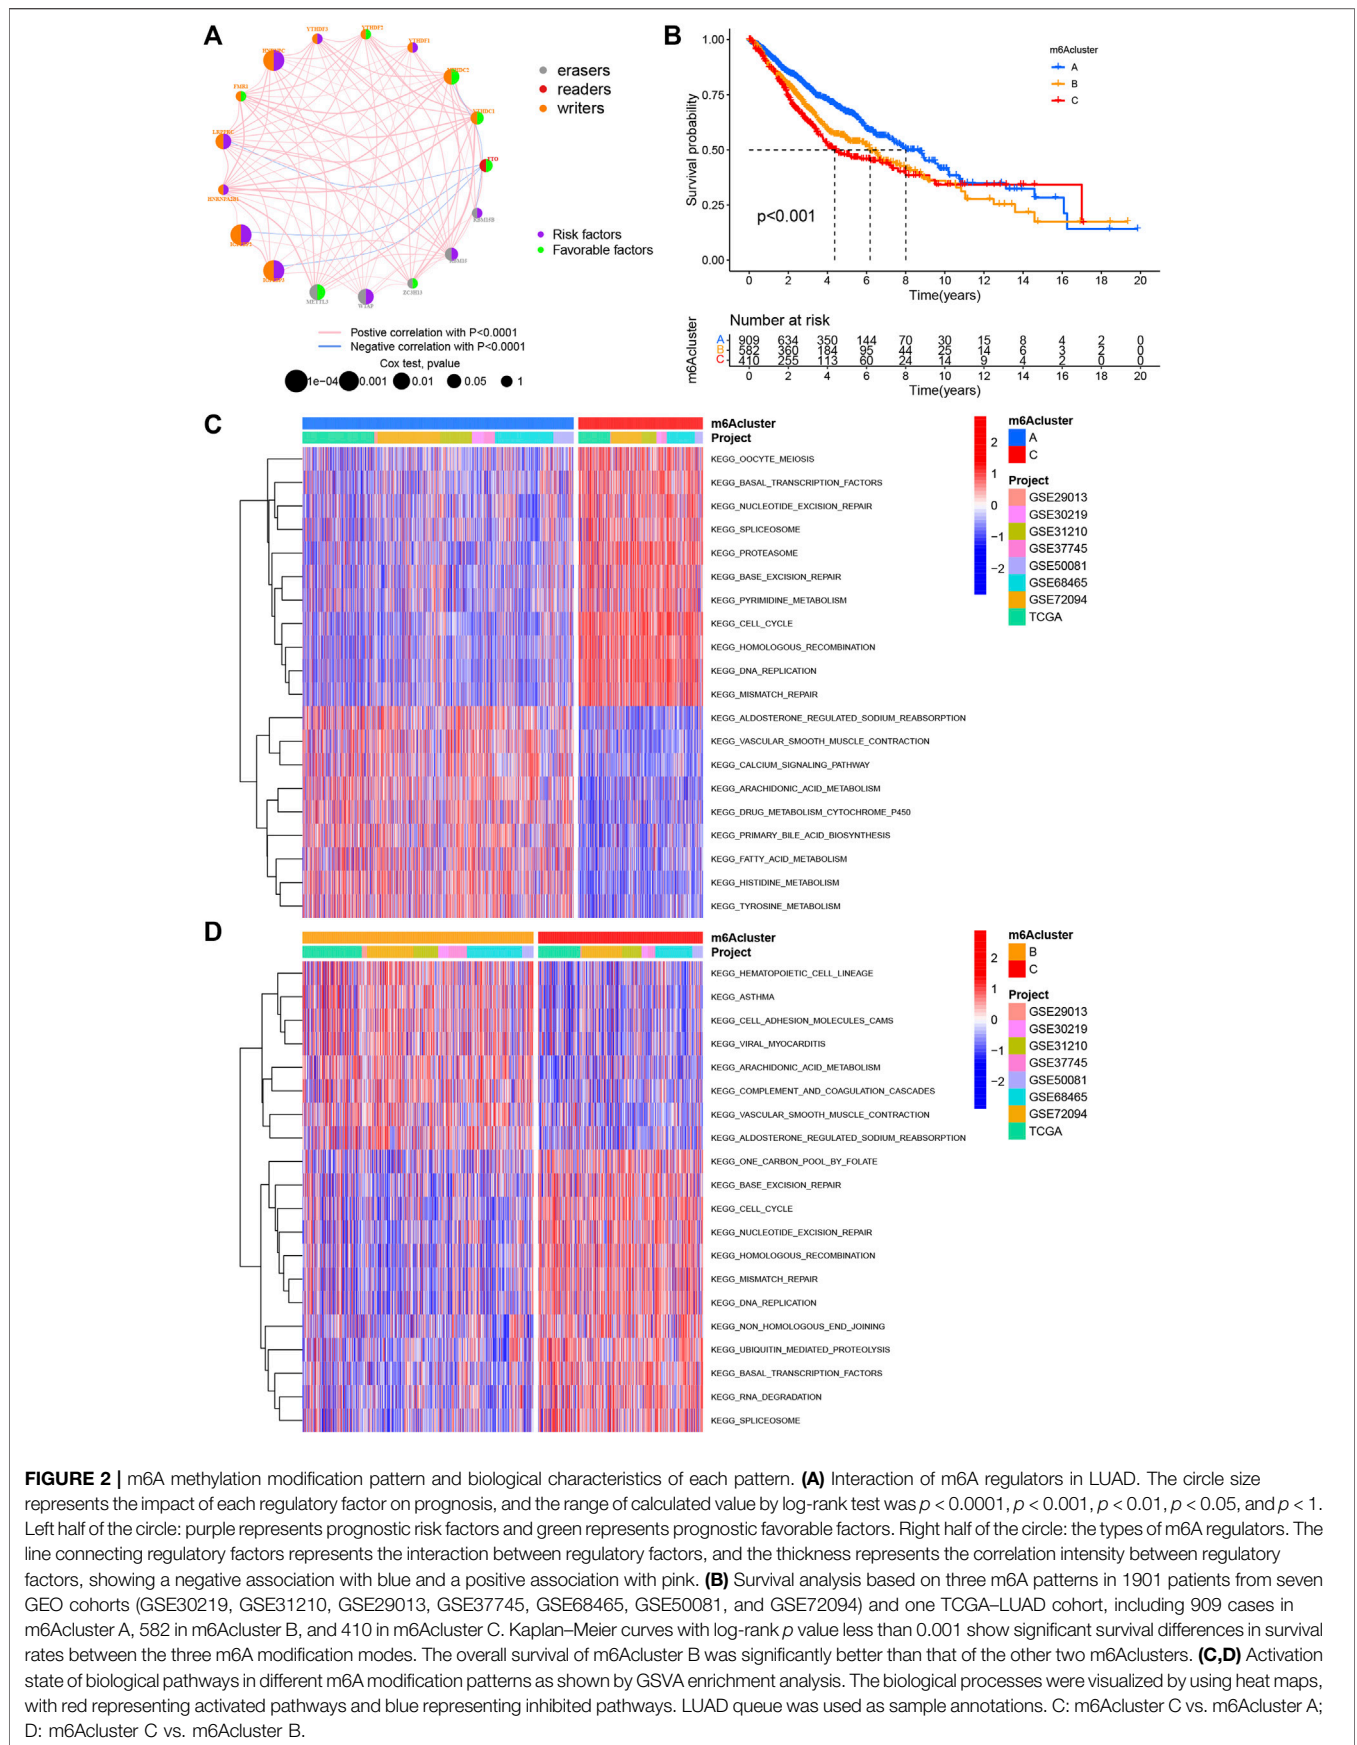 A
YTHDF3
YTHDF2
YTHDF1
FMR1
YTHDC1
LRPPRC
FTO
HNRNPA2B1
METTL3
WTAP
ZC3H13
erasers
readers
writers
Risk factors
Favorable factors
Postive correlation with P<0.0001
Negative correlation with P<0.0001
Cox test, pvalue
1e-04 0.001 0.01 0.05 1
B
Survival probability
1.00
0.75
0.50
0.25
0.00
p<0.001
m6Acluster
A
B
C
0 2 4 6 8 10 12 14 16 18 20
Time(years)
Number at risk
m6Acluster
A 909 634 350 144 70 30 15 8 4 2 0
B 582 360 184 95 44 25 14 6 3 2 0
C 410 255 113 60 24 14 9 4 2 0 0
0 2 4 6 8 10 12 14 16 18 20
Time(years)
C
m6Acluster
Project
KEGG_OOCYTE_MEIOSIS
KEGG_BASAL_TRANSCRIPTION_FACTORS
KEGG_NUCLEOTIDE_EXCISION_REPAIR
KEGG_SPLICEOSOME
KEGG_PROTEASOME
KEGG_BASE_EXCISION_REPAIR
KEGG_PYRIMIDINE_METABOLISM
KEGG_CELL_CYCLE
KEGG_HOMOLOGOUS_RECOMBINATION
KEGG_DNA_REPLICATION
KEGG_MISMATCH_REPAIR
KEGG_ALDOSTERONE_REGULATED_SODIUM_REABSORPTION
KEGG_VASCULAR_SMOOTH_MUSCLE_CONTRACTION
KEGG_CALCIUM_SIGNALING_PATHWAY
KEGG_ARACHIDONIC_ACID_METABOLISM
KEGG_DRUG_METABOLISM_CYTOCHROME_P450
KEGG_PRIMARY_BILE_ACID_BIOSYNTHESIS
KEGG_FATTY_ACID_METABOLISM
KEGG_HISTIDINE_METABOLISM
KEGG_TYROSINE_METABOLISM
2
1
0
−1
−2
m6Acluster
A
C
Project
GSE29013
GSE30219
GSE31210
GSE37745
GSE50081
GSE68465
GSE72094
TCGA
D
m6Acluster
Project
KEGG_HEMATOPOIETIC_CELL_LINEAGE
KEGG_ASTHMA
KEGG_CELL_ADHESION_MOLECULES_CAMS
KEGG_VIRAL_MYOCARDITIS
KEGG_ARACHIDONIC_ACID_METABOLISM
KEGG_COMPLEMENT_AND_COAGULATION_CASCADES
KEGG_VASCULAR_SMOOTH_MUSCLE_CONTRACTION
KEGG_ALDOSTERONE_REGULATED_SODIUM_REABSORPTION
KEGG_ONE_CARBON_POOL_BY_FOLATE
KEGG_BASE_EXCISION_REPAIR
KEGG_CELL_CYCLE
KEGG_NUCLEOTIDE_EXCISION_REPAIR
KEGG_HOMOLOGOUS_RECOMBINATION
KEGG_MISMATCH_REPAIR
KEGG_DNA_REPLICATION
KEGG_NON_HOMOLOGOUS_END_JOINING
KEGG_UBIQUITIN_MEDIATED_PROTEOLYSIS
KEGG_BASAL_TRANSCRIPTION_FACTORS
KEGG_RNA_DEGRADATION
KEGG_SPLICEOSOME
2
1
0
−1
−2
m6Acluster
B
C
Project
GSE29013
GSE30219
GSE31210
GSE37745
GSE50081
GSE68465
GSE72094
TCGA
FIGURE 2 | m6A methylation modification pattern and biological characteristics of each pattern. (A) Interaction of m6A regulators in LUAD. The circle size
represents the impact of each regulatory factor on prognosis, and the range of calculated value by log-rank test was p < 0.0001, p < 0.001, p < 0.01, p < 0.05, and p < 1.
Left half of the circle: purple represents prognostic risk factors and green represents prognostic favorable factors. Right half of the circle: the types of m6A regulators. The
line connecting regulatory factors represents the interaction between regulatory factors, and the thickness represents the correlation intensity between regulatory
factors, showing a negative association with blue and a positive association with pink. (B) Survival analysis based on three m6A patterns in 1901 patients from seven
GEO cohorts (GSE30219, GSE31210, GSE29013, GSE37745, GSE68465, GSE50081, and GSE72094) and one TCGA–LUAD cohort, including 909 cases in
m6Acluster A, 582 in m6Acluster B, and 410 in m6Acluster C. Kaplan–Meier curves with log-rank p value less than 0.001 show significant survival differences in survival
rates between the three m6A modification modes. The overall survival of m6Acluster B was significantly better than that of the other two m6Aclusters. (C,D) Activation
state of biological pathways in different m6A modification patterns as shown by GSVA enrichment analysis. The biological processes were visualized by using heat maps,
with red representing activated pathways and blue representing inhibited pathways. LUAD queue was used as sample annotations. C: m6Acluster C vs. m6Acluster A;
D: m6Acluster C vs. m6Acluster B.